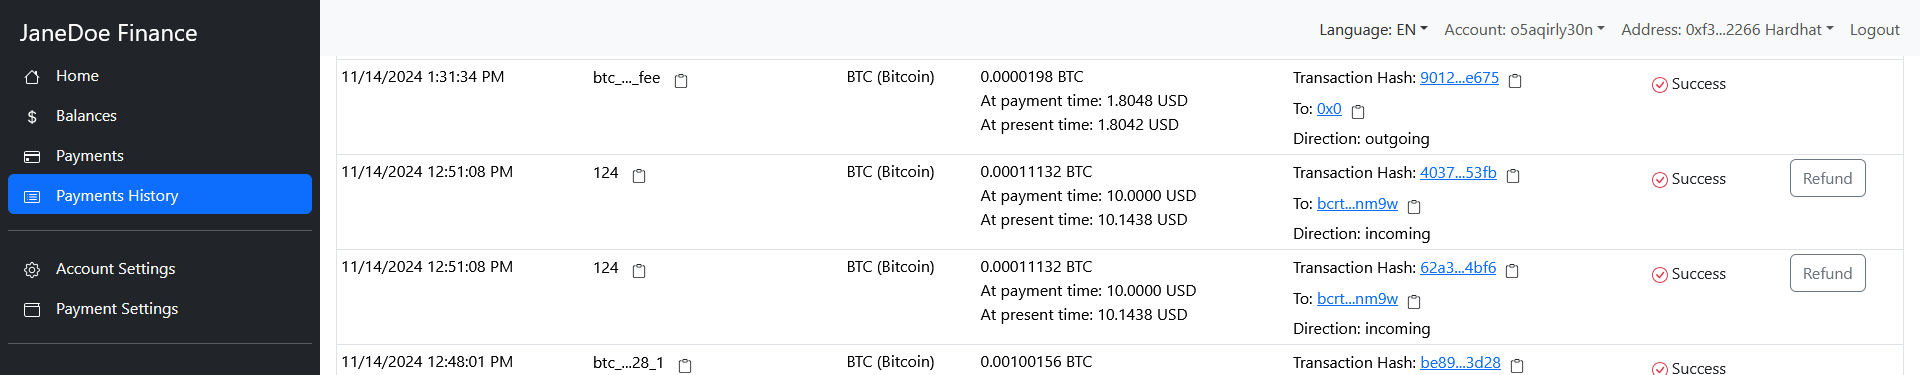 JaneDoe Finance
Language: EN Account: o5aqirly30n Address: 0xf3...2266 Hardhat Logout
Home
Balances
Payments
Payments History
Account Settings
Payment Settings
11/14/2024 1:31:34 PM btc_..._fee BTC (Bitcoin) 0.0000198 BTC Transaction Hash: 9012...e675 Success
At payment time: 1.8048 USD To: 0x0
At present time: 1.8042 USD Direction: outgoing
11/14/2024 12:51:08 PM 124 BTC (Bitcoin) 0.00011132 BTC Transaction Hash: 4037...53fb Success Refund
At payment time: 10.0000 USD To: bcrt...nm9w
At present time: 10.1438 USD Direction: incoming
11/14/2024 12:51:08 PM 124 BTC (Bitcoin) 0.00011132 BTC Transaction Hash: 62a3...4bf6 Success Refund
At payment time: 10.0000 USD To: bcrt...nm9w
At present time: 10.1438 USD Direction: incoming
11/14/2024 12:48:01 PM btc_...28_1 BTC (Bitcoin) 0.00100156 BTC Transaction Hash: be89...3d28 Success